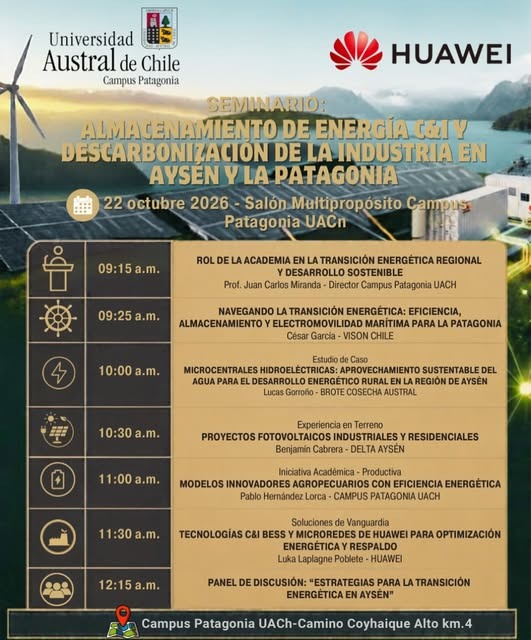 Universidad
Austral de Chile
Campus Patagonia
HUAWEI
SEMINARIO:
ALMACENAMIENTO DE ENERGÍA C&I Y
DESCARBONIZACIÓN DE LA INDUSTRIA EN
AYSÉN Y LA PATAGONIA
22 octubre 2026 - Salón Multipropósito Campus
Patagonia UACn
09:15 a.m.
ROL DE LA ACADEMIA EN LA TRANSICIÓN ENERGÉTICA REGIONAL
Y DESARROLLO SOSTENIBLE
Prof. Juan Carlos Miranda - Director Campus Patagonia UACH
09:25 a.m.
NAVEGANDO LA TRANSICIÓN ENERGÉTICA: EFICIENCIA,
ALMACENAMIENTO Y ELECTROMOVILIDAD MARÍTIMA PARA LA PATAGONIA
César García - VISON CHILE
10:00 a.m.
Estudio de Caso
MICROCENTRALES HIDROELÉCTRICAS: APROVECHAMIENTO SUSTENTABLE DEL
AGUA PARA EL DESARROLLO ENERGÉTICO RURAL EN LA REGIÓN DE AYSÉN
Lucas Gorroño - BROTE COSECHA AUSTRAL
10:30 a.m.
Experiencia en Terreno
PROYECTOS FOTOVOLTAICOS INDUSTRIALES Y RESIDENCIALES
Benjamín Cabrera - DELTA AYSÉN
11:00 a.m.
Iniciativa Académica - Productiva
MODELOS INNOVADORES AGROPECUARIOS CON EFICIENCIA ENERGÉTICA
Pablo Hernández Lorca - CAMPUS PATAGONIA UACH
11:30 a.m.
Soluciones de Vanguardia
TECNOLOGÍAS C&I BESS Y MICROREDES DE HUAWEI PARA OPTIMIZACIÓN
ENERGÉTICA Y RESPALDO
Luka Laplagne Poblete - HUAWEI
12:15 a.m.
PANEL DE DISCUSIÓN: “ESTRATEGIAS PARA LA TRANSICIÓN
ENERGÉTICA EN AYSÉN”
Campus Patagonia UACh-Camino Coyhaique Alto km.4